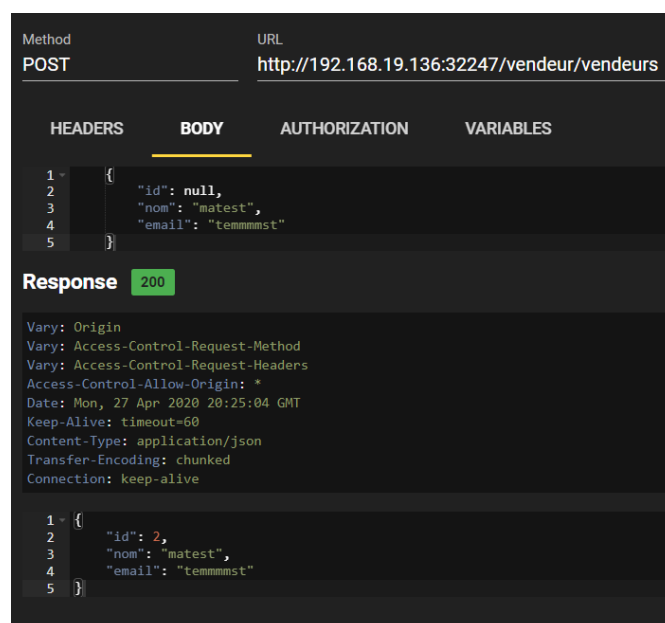 Method URL
POST http://192.168.19.136:32247/vendeur/vendeurs
HEADERS BODY AUTHORIZATION VARIABLES
1 {
2 "id": null,
3 "nom": "matest",
4 "email": "temmmmst"
5 }
Response 200
Vary: Origin
Vary: Access-Control-Request-Method
Vary: Access-Control-Request-Headers
Access-Control-Allow-Origin: *
Date: Mon, 27 Apr 2020 20:25:04 GMT
Keep-Alive: timeout=60
Content-Type: application/json
Transfer-Encoding: chunked
Connection: keep-alive
1 {
2 "id": 2,
3 "nom": "matest",
4 "email": "temmmmst"
5 }